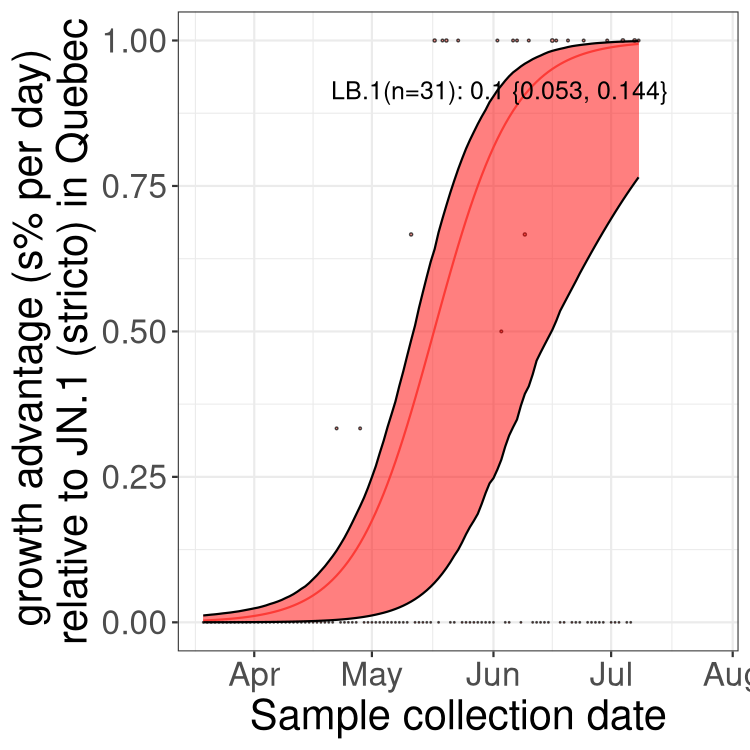 growth advantage (s% per day)
relative to JN.1 (stricto) in Quebec
1.00
0.75
0.50
0.25
0.00
LB.1(n=31): 0.1 {0.053, 0.144}
Apr May Jun Jul Aug
Sample collection date